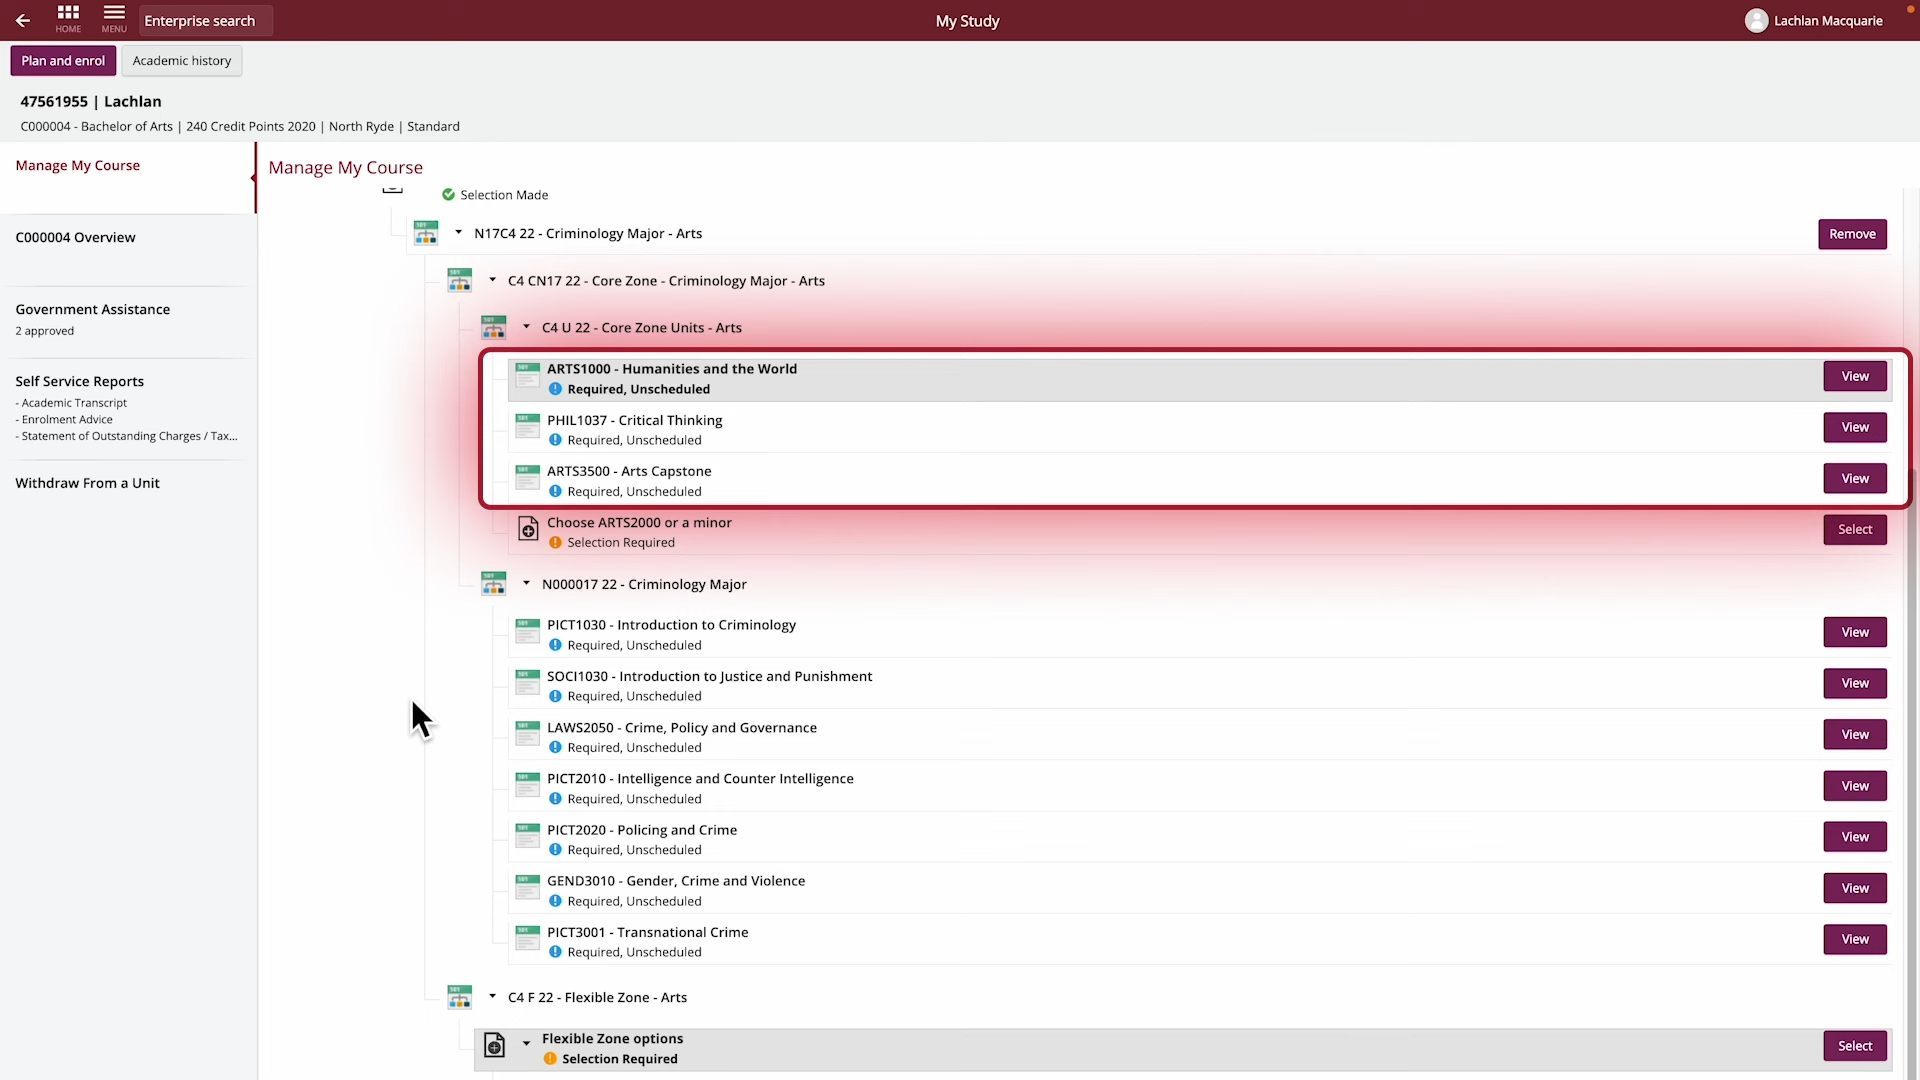 Enterprise search
My Study
Lachlan Macquarie
HOME
MENU
Plan and enrol
Academic history
47561955 | Lachlan
C000004 - Bachelor of Arts | 240 Credit Points 2020 | North Ryde | Standard
Manage My Course
C000004 Overview
Government Assistance
2 approved
Self Service Reports
- Academic Transcript
- Enrolment Advice
- Statement of Outstanding Charges / Tax...
Withdraw From a Unit
Manage My Course
Selection Made
N17C4 22 - Criminology Major - Arts
Remove
C4 CN17 22 - Core Zone - Criminology Major - Arts
C4 U 22 - Core Zone Units - Arts
ARTS1000 - Humanities and the World
Required, Unscheduled
View
PHIL1037 - Critical Thinking
Required, Unscheduled
View
ARTS3500 - Arts Capstone
Required, Unscheduled
View
Choose ARTS2000 or a minor
Selection Required
Select
N000017 22 - Criminology Major
PICT1030 - Introduction to Criminology
Required, Unscheduled
View
SOCI1030 - Introduction to Justice and Punishment
Required, Unscheduled
View
LAWS2050 - Crime, Policy and Governance
Required, Unscheduled
View
PICT2010 - Intelligence and Counter Intelligence
Required, Unscheduled
View
PICT2020 - Policing and Crime
Required, Unscheduled
View
GEND3010 - Gender, Crime and Violence
Required, Unscheduled
View
PICT3001 - Transnational Crime
Required, Unscheduled
View
C4 F 22 - Flexible Zone - Arts
Flexible Zone options
Selection Required
Select